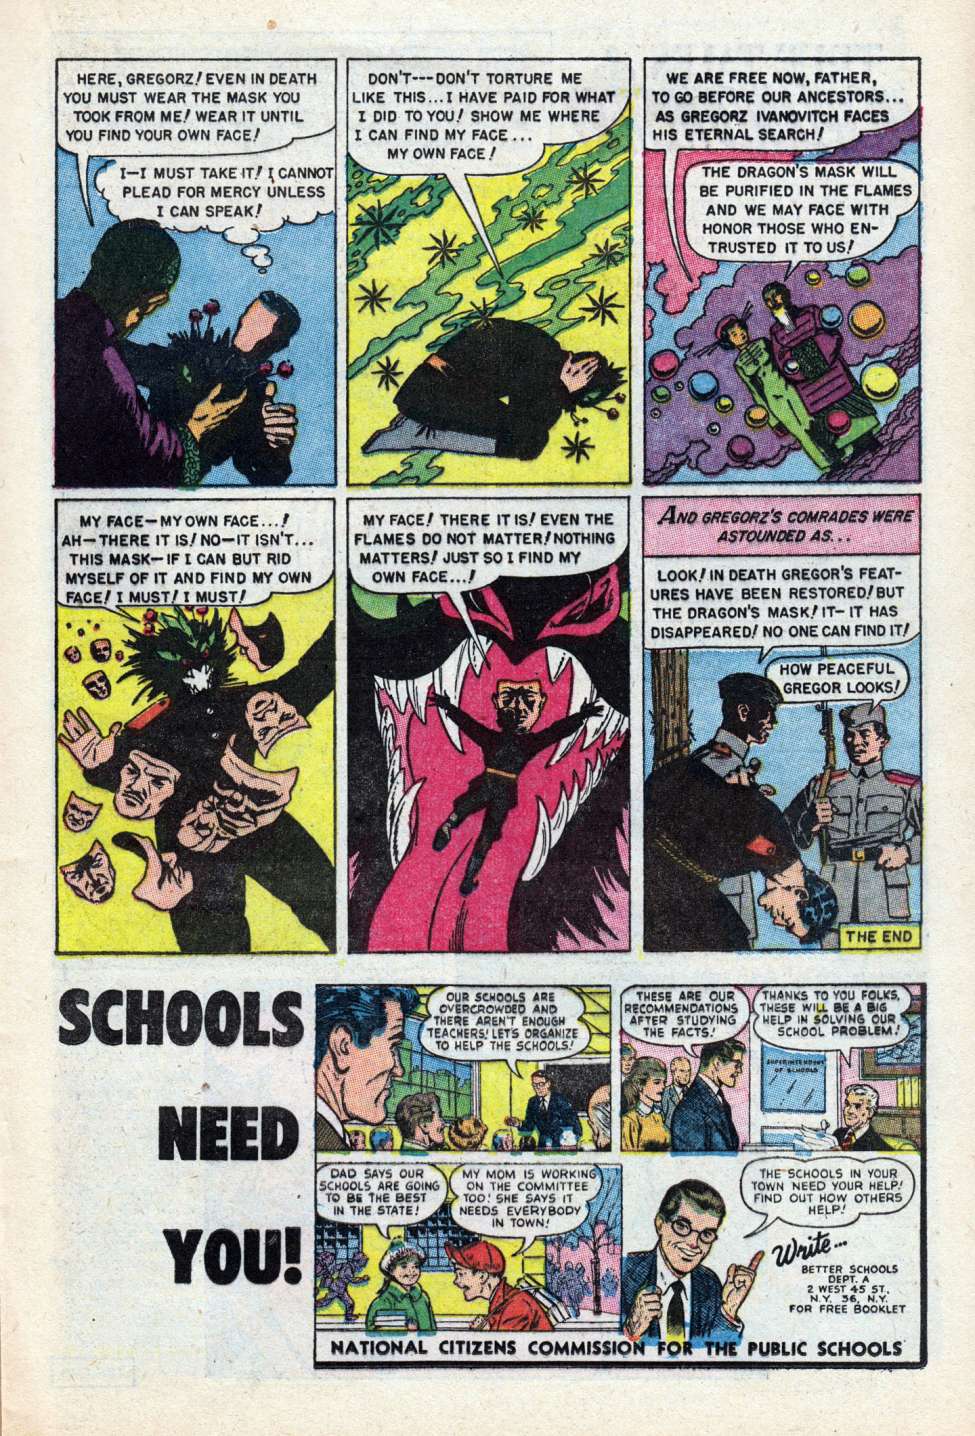 HERE, GREGORZ! EVEN IN DEATH
YOU MUST WEAR THE MASK YOU
TOOK FROM ME! WEAR IT UNTIL
YOU FIND YOUR OWN FACE!
I-I MUST TAKE IT! I CANNOT
PLEAD FOR MERCY UNLESS
I CAN SPEAK!
DON'T---DON'T TORTURE ME
LIKE THIS...I HAVE PAID FOR WHAT
I DID TO YOU! SHOW ME WHERE
I CAN FIND MY FACE...
MY OWN FACE!
WE ARE FREE NOW, FATHER,
TO GO BEFORE OUR ANCESTORS...
AS GREGORZ IVANOVITCH FACES
HIS ETERNAL SEARCH!
THE DRAGON'S MASK WILL
BE PURIFIED IN THE FLAMES
AND WE MAY FACE WITH
HONOR THOSE WHO EN-
TRUSTED IT TO US!
MY FACE-MY OWN FACE...!
AH-THERE IT IS! NO-IT ISN'T...
THIS MASK-IF I CAN BUT RID
MYSELF OF IT AND FIND MY OWN
FACE! I MUST! I MUST!
MY FACE! THERE IT IS! EVEN THE
FLAMES DO NOT MATTER! NOTHING
MATTERS! JUST SO I FIND MY
OWN FACE...!
AND GREGORZ'S COMRADES WERE
ASTOUNDED AS...
LOOK! IN DEATH GREGOR'S FEAT-
URES HAVE BEEN RESTORED! BUT
THE DRAGON'S MASK! IT- IT HAS
DISAPPEARED! NO ONE CAN FIND IT!
HOW PEACEFUL
GREGOR LOOKS!
THE END
SCHOOLS
NEED
YOU!
OUR SCHOOLS ARE
OVERCROWDED AND
THERE AREN'T ENOUGH
TEACHERS! LET'S ORGANIZE
TO HELP THE SCHOOLS!
THESE ARE OUR
RECOMMENDATIONS
AFTER STUDYING
THE FACTS!
THANKS TO YOU FOLKS,
THESE WILL BE A BIG
HELP IN SOLVING OUR
SCHOOL PROBLEM!
SUPERINTENDENT
OF SCHOOLS
DAD SAYS OUR
SCHOOLS ARE GOING
TO BE THE BEST
IN THE STATE!
MY MOM IS WORKING
ON THE COMMITTEE
TOO! SHE SAYS IT
NEEDS EVERYBODY
IN TOWN!
THE SCHOOLS IN YOUR
TOWN NEED YOUR HELP!
FIND OUT HOW OTHERS
HELP!
Write...
BETTER SCHOOLS
DEPT. A
2 WEST 45 ST.,
N.Y. 36, N.Y.
FOR FREE BOOKLET
NATIONAL CITIZENS COMMISSION FOR THE PUBLIC SCHOOLS